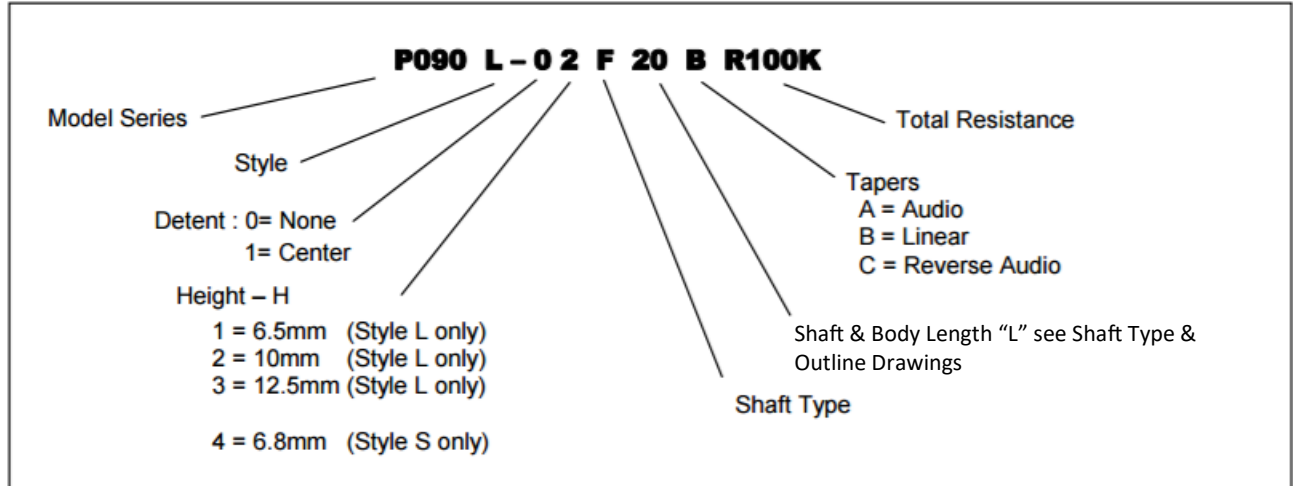 P090 L – 0 2 F 20 B R100K
Model Series
Total Resistance
Style
Tapers
A = Audio
B = Linear
C = Reverse Audio
Detent : 0= None
1= Center
Height – H
1 = 6.5mm (Style L only)
2 = 10mm (Style L only)
3 = 12.5mm (Style L only)
4 = 6.8mm (Style S only)
Shaft & Body Length “L” see Shaft Type &
Outline Drawings
Shaft Type